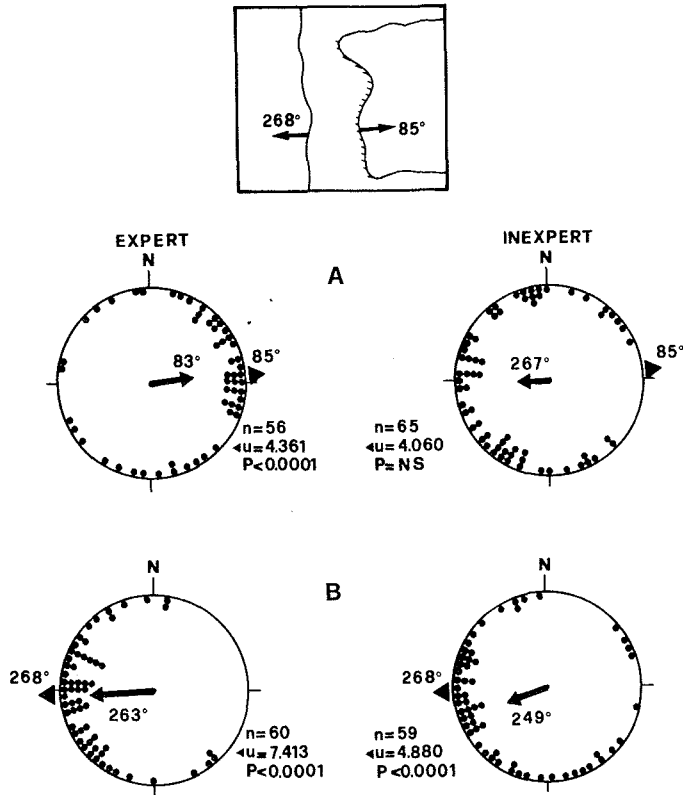 268°
85°
EXPERT
N
INEXPERT
N
A
83°
85°
n=56
◄u=4.361
P<0.0001
267°
85°
n=65
◄u=4.060
P=NS
B
N
N
268°
263°
n=60
◄u=7.413
P<0.0001
268°
249°
n=59
◄u=4.880
P<0.0001